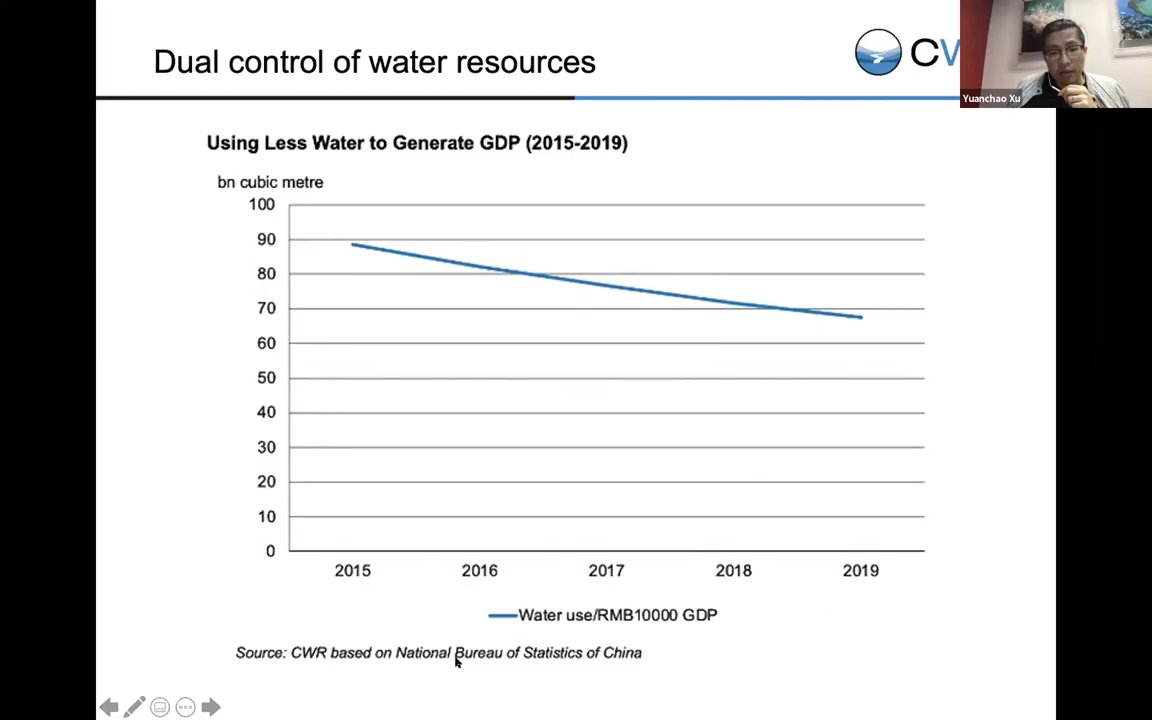 Dual control of water resources
CW
Yuanchao Xu
Using Less Water to Generate GDP (2015-2019)
bn cubic metre
100
90
80
70
60
50
40
30
20
10
0
2015 2016 2017 2018 2019
Water use/RMB10000 GDP
Source: CWR based on National Bureau of Statistics of China